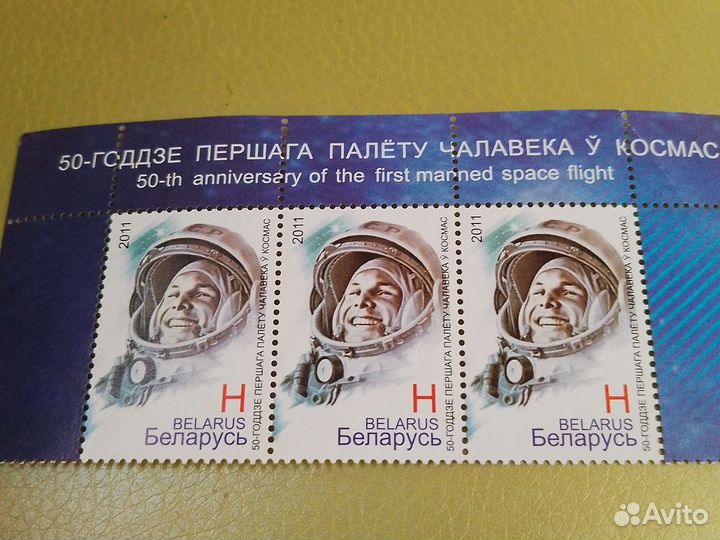 50-ГОДДЗЕ ПЕРШАГА ПАЛЁТУ ЧАЛАВЕКА Ў КОСМАС
50-th anniversary of the first manned space flight
2011
50-ГОДДЗЕ ПЕРШАГА ПАЛЁТУ ЧАЛАВЕКА Ў КОСМАС
H
BELARUS
Беларусь
2011
50-ГОДДЗЕ ПЕРШАГА ПАЛЁТУ ЧАЛАВЕКА Ў КОСМАС
H
BELARUS
Беларусь
2011
50-ГОДДЗЕ ПЕРШАГА ПАЛЁТУ ЧАЛАВЕКА Ў КОСМАС
H
BELARUS
Беларусь
Avito